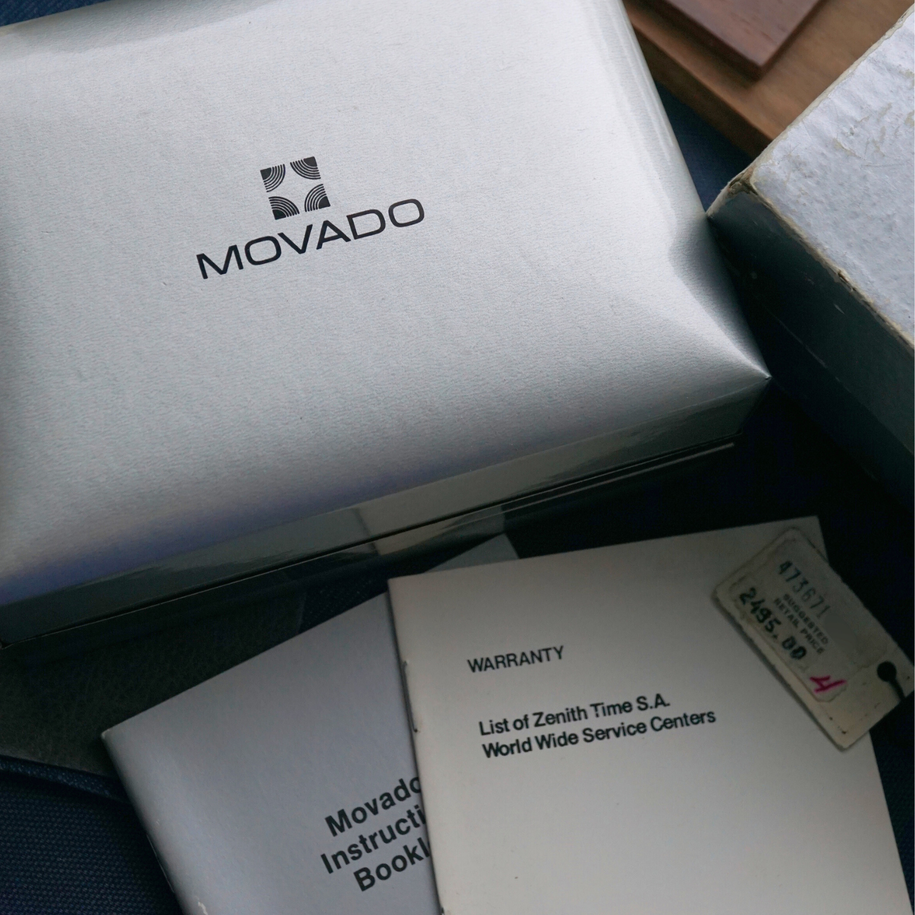 MOVADO
WARRANTY
List of Zenith Time S.A.
World Wide Service Centers
473671
SUGGESTED
RETAIL PRICE
2495.00
4
Movado
Instructi
Bookl